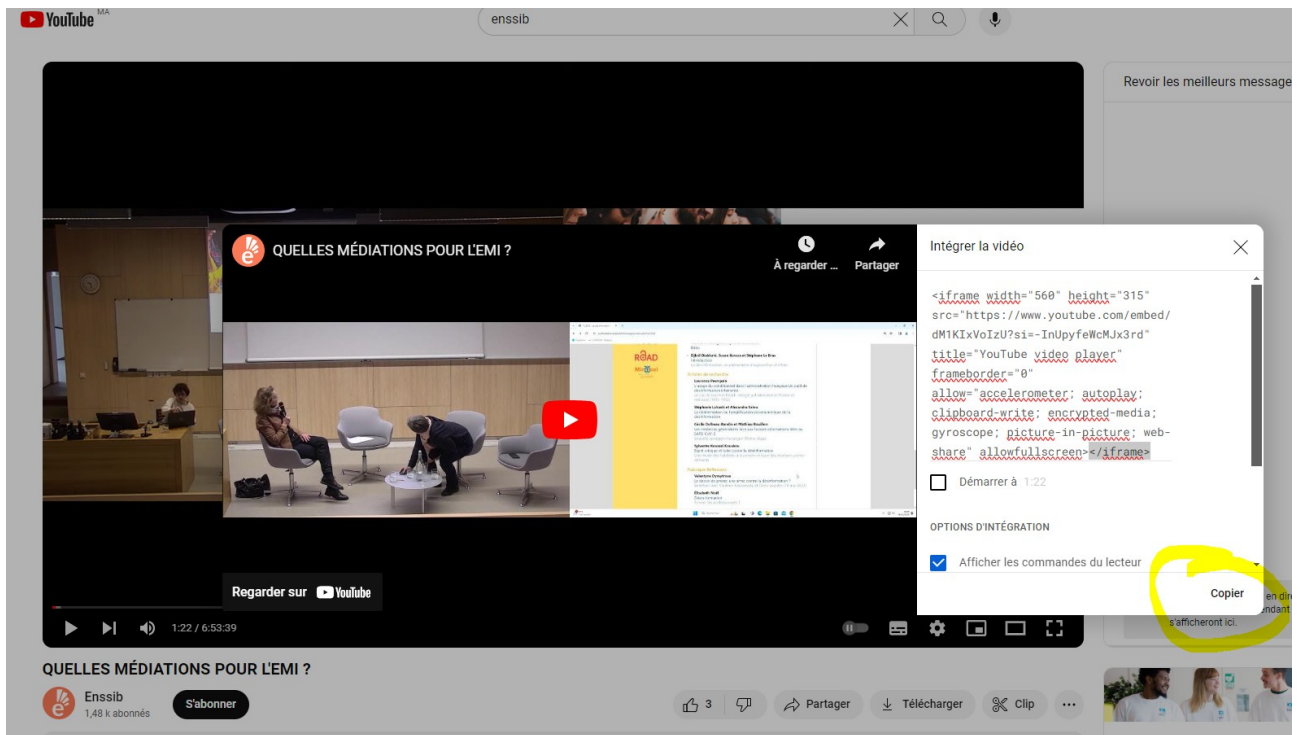 YouTube MA
enssib
Revoir les meilleurs message
QUELLES MÉDIATIONS POUR L'EMI ?
À regarder ...
Partager
ROAD
Regarder sur YouTube
Intégrer la vidéo
<iframe width="560" height="315"
src="https://www.youtube.com/embed/
dM1KIxVoIzU?si=-InUpyfeWcMJx3rd"
title="YouTube video player"
frameborder="0"
allow="accelerometer; autoplay;
clipboard-write; encrypted-media;
gyroscope; picture-in-picture; web-
share" allowfullscreen></iframe>
Démarrer à 1:22
OPTIONS D'INTÉGRATION
Afficher les commandes du lecteur
Copier
en dire
endant
s'afficheront ici.
1:22 / 6:53:39
QUELLES MÉDIATIONS POUR L'EMI ?
Enssib
1,48 k abonnés
S'abonner
3
Partager
Télécharger
Clip